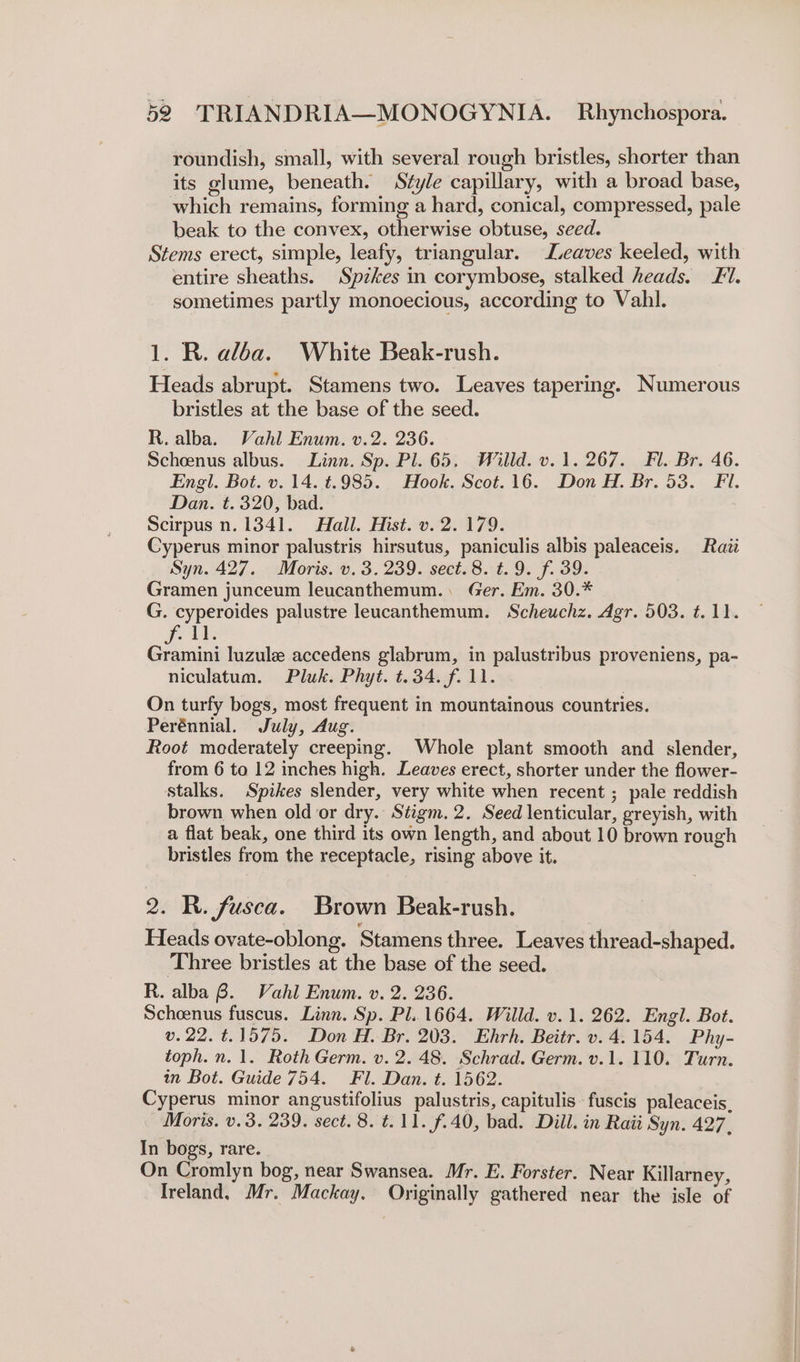 52 TRIANDRIA—MONOGYNIA. Rhynchospora.
roundish, small, with several rough bristles, shorter than
its glume, beneath. Style capillary, with a broad base,
which remains, forming a hard, conical, compressed, pale
beak to the convex, otherwise obtuse, seed.
Stems erect, simple, leafy, triangular. Leaves keeled, with
entire sheaths. Spikes in corymbose, stalked heads. Fl.
sometimes partly monoecious, according to Vahl.
1. R. alba. White Beak-rush.
Heads abrupt. Stamens two. Leaves tapering. Numerous
bristles at the base of the seed.
R. alba. Vahl Enum. v.2. 236.
Schœnus albus. Linn. Sp. Pl. 65. Willd. v. 1. 267. Fl. Br. 46.
Engl. Bot. v. 14. t. 985. Hook. Scot. 16. Don H. Br. 53. Fl.
Dan. t. 320, bad.
Scirpus n. 1341. Hall. Hist. v. 2. 179.
Cyperus minor palustris hirsutus, paniculis albis paleaceis. Raii
Syn. 427. Moris. v. 3. 239. sect. 8. t. 9. f. 39.
Gramen junceum leucanthemum. Ger. Em. 30.*
G. cyperoides palustre leucanthemum. Scheuchz. Agr. 503. t. 11.
f. 11.
Gramini luzulæ accedens glabrum, in palustribus proveniens, pa-
niculatum. Pluk. Phyt. t. 34. f. 11.
On turfy bogs, most frequent in mountainous countries.
Perénnial. July, Aug.
Root moderately creeping. Whole plant smooth and slender,
from 6 to 12 inches high. Leaves erect, shorter under the flower-
stalks. Spikes slender, very white when recent; pale reddish
brown when old or dry. Stigm. 2. Seed lenticular, greyish, with
a flat beak, one third its own length, and about 10 brown rough
bristles from the receptacle, rising above it.
2. R. fusca. Brown Beak-rush.
Heads ovate-oblong. Stamens three. Leaves thread-shaped.
Three bristles at the base of the seed.
R. alba β. Vahl Enum. v. 2. 236.
Schœnus fuscus. Linn. Sp. Pl. 1664. Willd. v. 1. 262. Engl. Bot.
v. 22. t. 1575. Don H. Br. 203. Ehrh. Beitr. v. 4. 154. Phy-
toph. n. 1. Roth Germ. v. 2. 48. Schrad. Germ. v. 1. 110. Turn.
in Bot. Guide 754. Fl. Dan. t. 1562.
Cyperus minor angustifolius palustris, capitulis fuscis paleaceis.
Moris. v. 3. 239. sect. 8. t. 11. f. 40, bad. Dill. in Raii Syn. 427.
In bogs, rare.
On Cromlyn bog, near Swansea. Mr. E. Forster. Near Killarney,
Ireland, Mr. Mackay. Originally gathered near the isle of